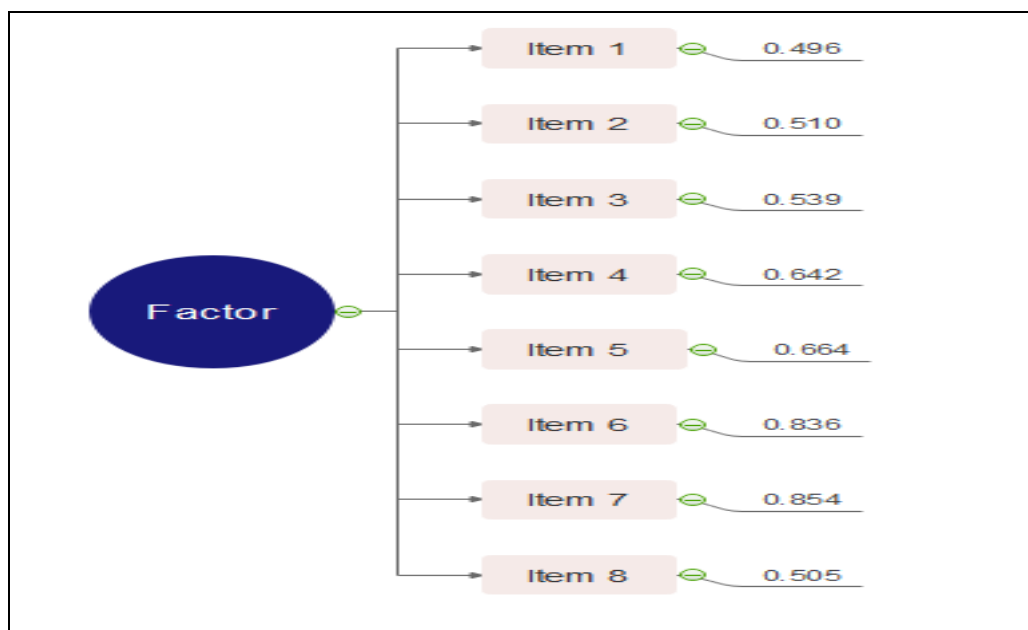 Item 1 0.496
Item 2 0.510
Item 3 0.539
Item 4 0.642
Factor
Item 5 0.664
Item 6 0.836
Item 7 0.854
Item 8 0.505